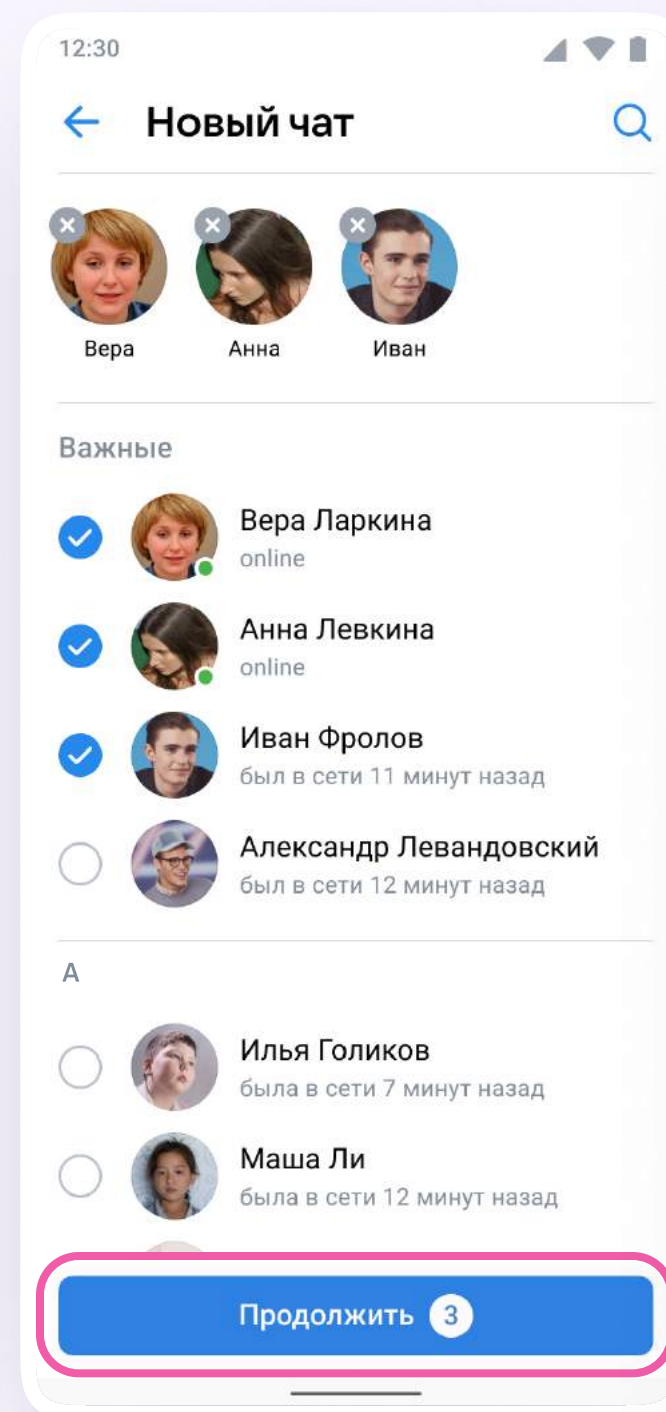 12:30
Новый чат
Вера Анна Иван
Важные
Вера Ларкина
online
Анна Левкина
online
Иван Фролов
был в сети 11 минут назад
Александр Левандовский
был в сети 12 минут назад
А
Илья Голиков
была в сети 7 минут назад
Маша Ли
была в сети 12 минут назад
Продолжить 3